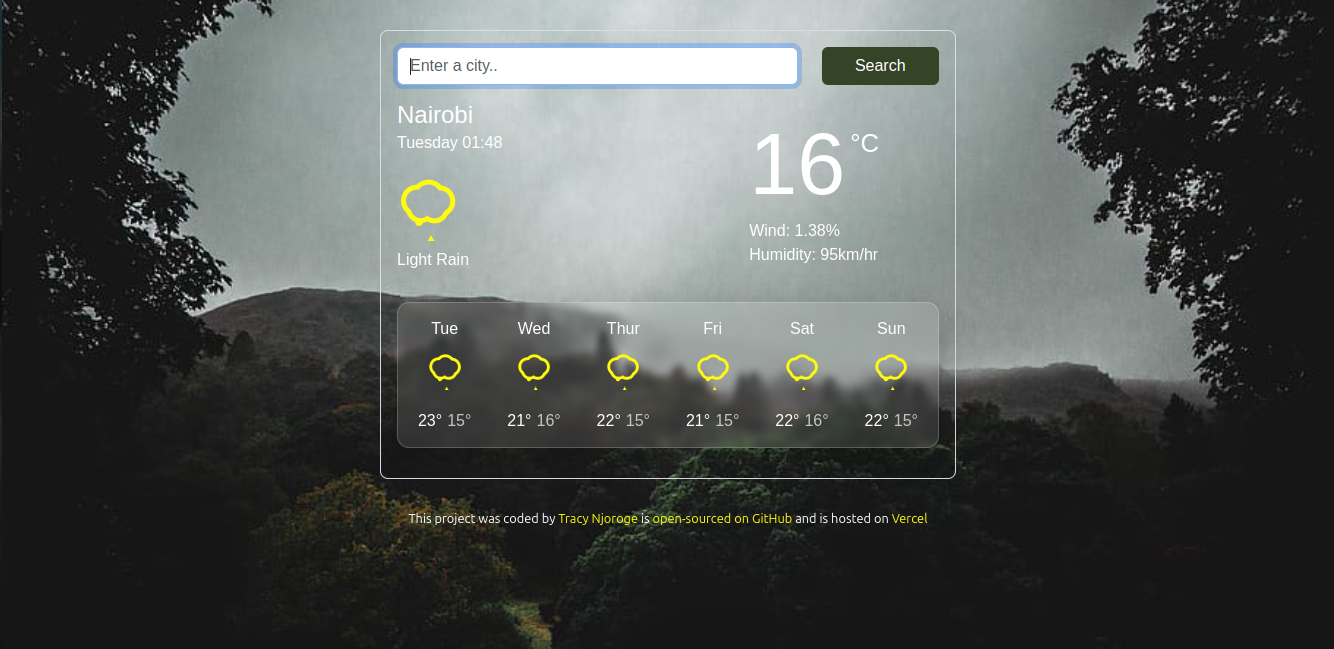 Enter a city..
Search
Nairobi
Tuesday 01:48
16 °C
Light Rain
Wind: 1.38%
Humidity: 95km/hr
Tue Wed Thur Fri Sat Sun
23° 15° 21° 16° 22° 15° 21° 15° 22° 16° 22° 15°
This project was coded by Tracy Njoroge is open-sourced on GitHub and is hosted on Vercel